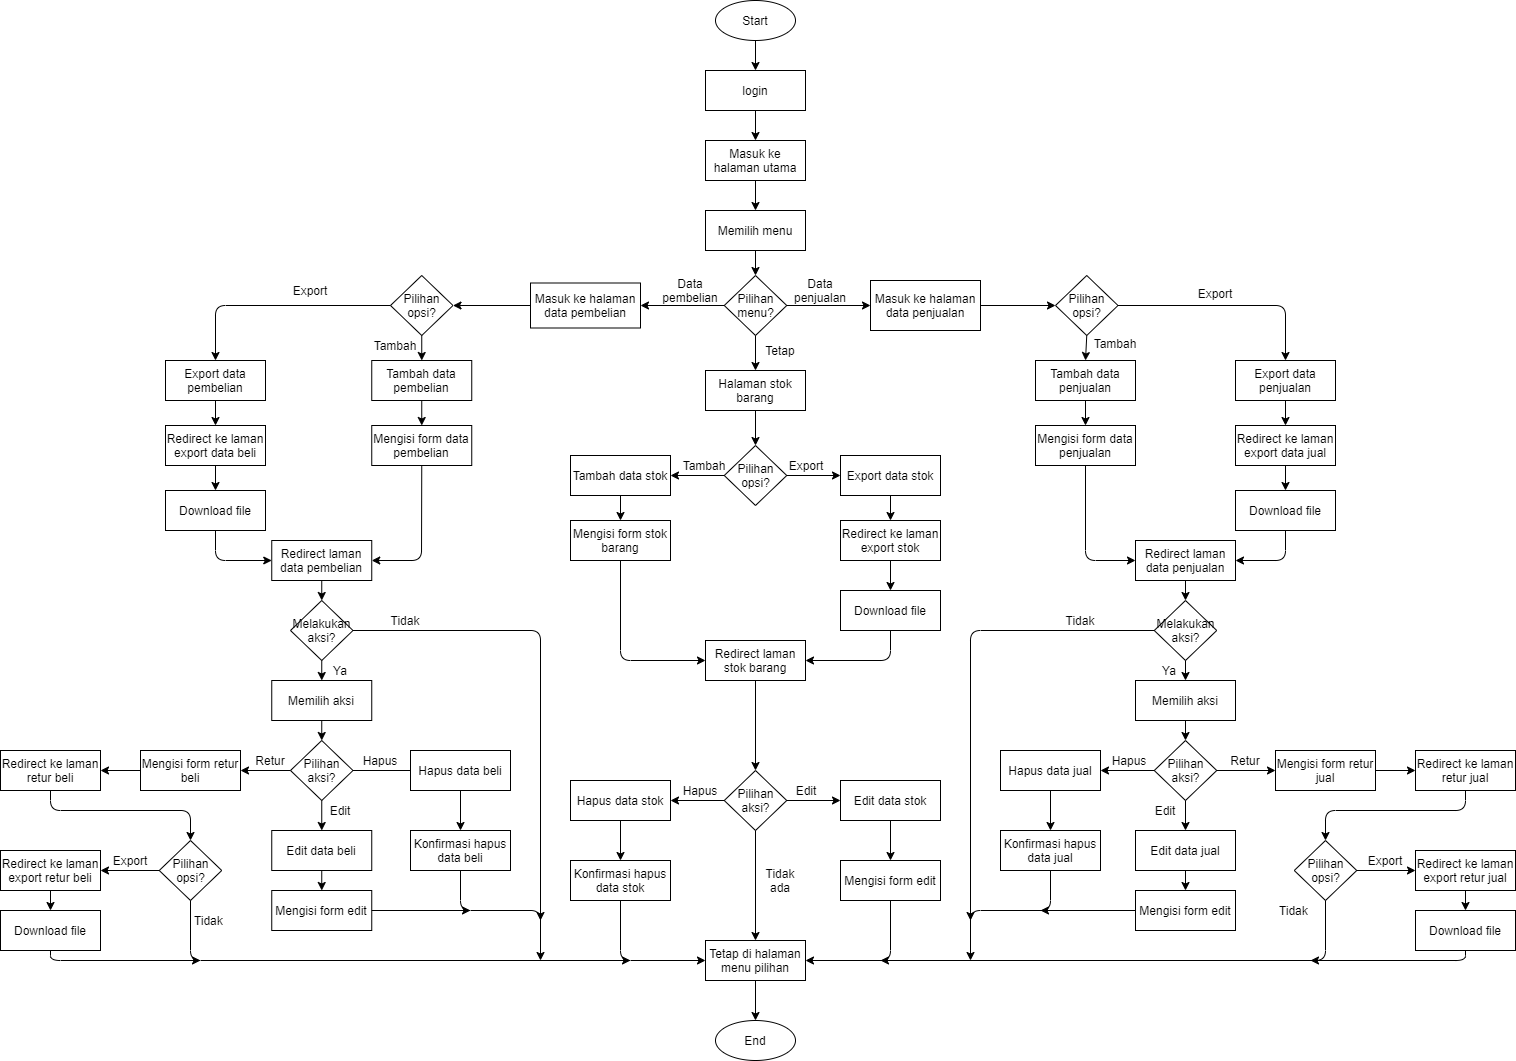 Start
login
Masuk ke
halaman utama
Memilih menu
Pilihan
menu?
Data
pembelian
Data
penjualan
Tetap
Masuk ke halaman
data pembelian
Pilihan
opsi?
Export
Tambah
Export data
pembelian
Tambah data
pembelian
Redirect ke laman
export data beli
Mengisi form data
pembelian
Download file
Redirect laman
data pembelian
Melakukan
aksi?
Tidak
Ya
Memilih aksi
Pilihan
aksi?
Retur
Hapus
Edit
Mengisi form retur
beli
Redirect ke laman
retur beli
Hapus data beli
Konfirmasi hapus
data beli
Edit data beli
Mengisi form edit
Pilihan
opsi?
Export
Tidak
Redirect ke laman
export retur beli
Download file
Halaman stok
barang
Pilihan
opsi?
Tambah
Export
Tambah data stok
Export data stok
Mengisi form stok
barang
Redirect ke laman
export stok
Download file
Redirect laman
stok barang
Pilihan
aksi?
Hapus
Edit
Tidak
ada
Hapus data stok
Edit data stok
Konfirmasi hapus
data stok
Mengisi form edit
Masuk ke halaman
data penjualan
Pilihan
opsi?
Export
Tambah
Tambah data
penjualan
Export data
penjualan
Mengisi form data
penjualan
Redirect ke laman
export data jual
Download file
Redirect laman
data penjualan
Melakukan
aksi?
Tidak
Ya
Memilih aksi
Pilihan
aksi?
Hapus
Retur
Edit
Hapus data jual
Mengisi form retur
jual
Redirect ke laman
retur jual
Konfirmasi hapus
data jual
Edit data jual
Mengisi form edit
Pilihan
opsi?
Export
Tidak
Redirect ke laman
export retur jual
Download file
Tetap di halaman
menu pilihan
End